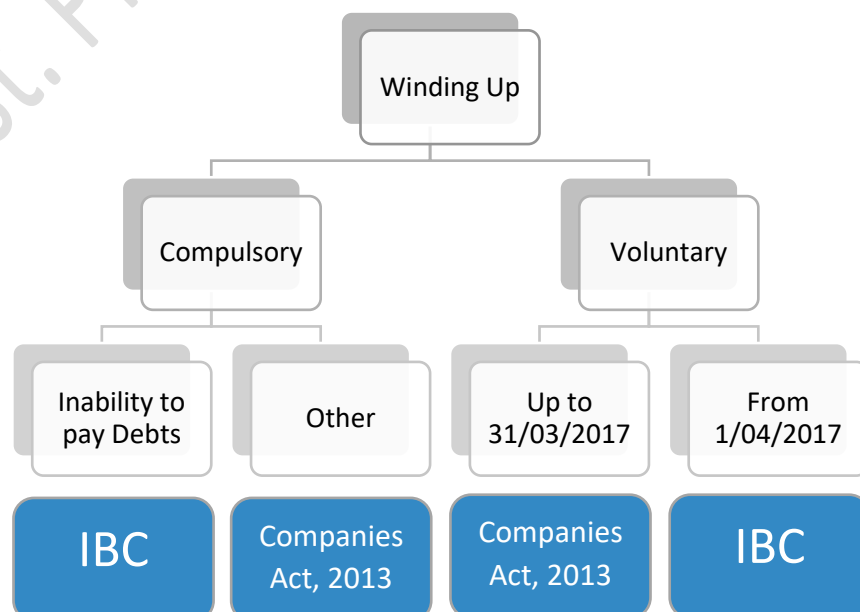 Winding Up
Compulsory
Voluntary
Inability to
pay Debts
Other
Up to
31/03/2017
From
1/04/2017
IBC
Companies
Act, 2013
Companies
Act, 2013
IBC